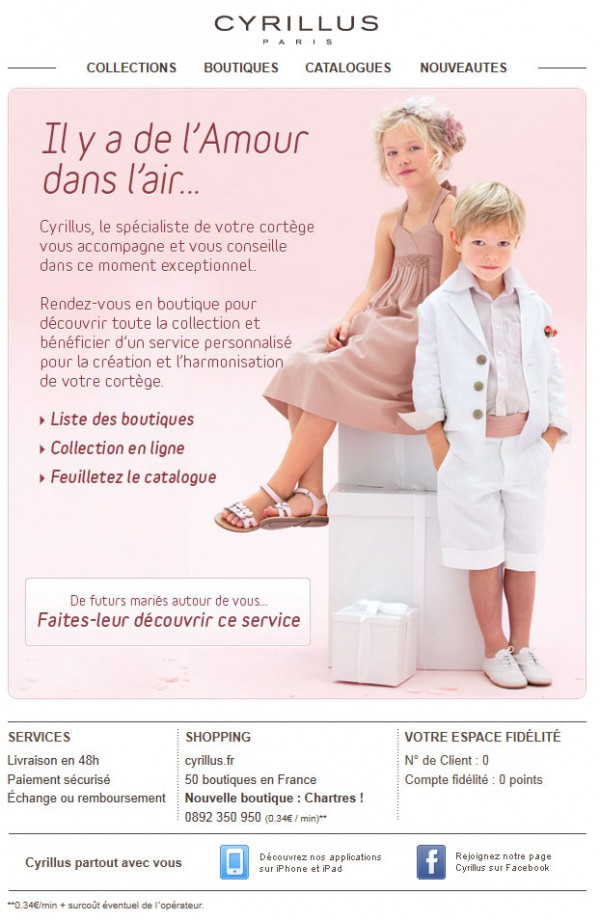 CYRILLUS
PARIS
COLLECTIONS BOUTIQUES CATALOGUES NOUVEAUTES
Il y a de l'Amour
dans l'air...
Cyrillus, le spécialiste de votre cortège
vous accompagne et vous conseille
dans ce moment exceptionnel..
Rendez-vous en boutique pour
découvrir toute la collection et
bénéficier d'un service personnalisé
pour la création et l'harmonisation
de votre cortège.
Liste des boutiques
Collection en ligne
Feuilletez le catalogue
De futurs mariés autour de vous...
Faites-leur découvrir ce service
SERVICES
Livraison en 48h
Paiement sécurisé
Échange ou remboursement
SHOPPING
cyrillus.fr
50 boutiques en France
Nouvelle boutique : Chartres !
0892 350 950 (0.34€ / min)**
VOTRE ESPACE FIDÉLITÉ
N° de Client : 0
Compte fidélité : 0 points
Cyrillus partout avec vous
Découvrez nos applications
sur iPhone et iPad
f
Rejoignez notre page
Cyrillus sur Facebook
**0.34€/min + surcoût éventuel de l'opérateur.